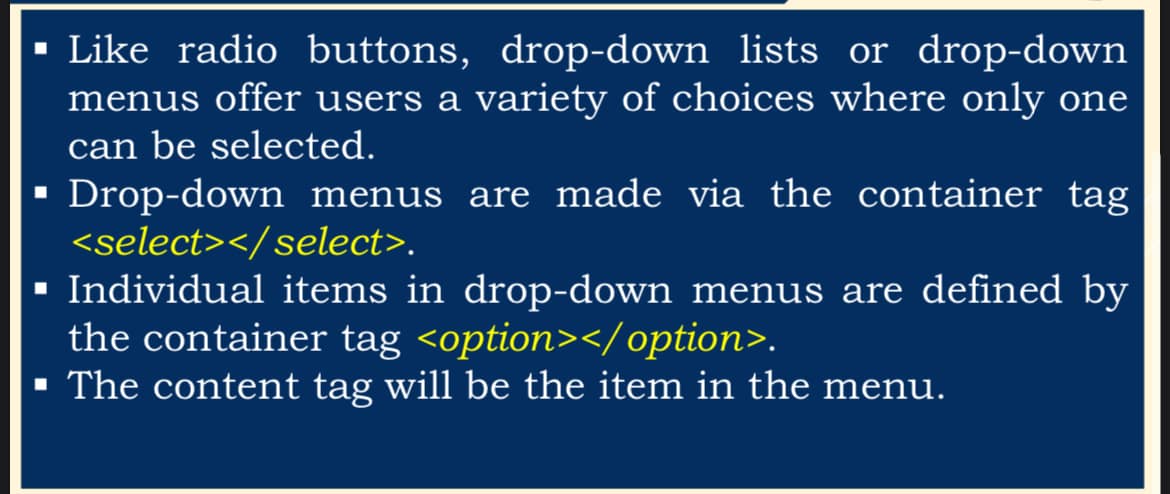 ▪ Like radio buttons, drop-down lists or drop-down
menus offer users a variety of choices where only one
can be selected.
▪ Drop-down menus are made via the container tag
<select></select>.
▪ Individual items in drop-down menus are defined by
the container tag <option></option>.
▪ The content tag will be the item in the menu.